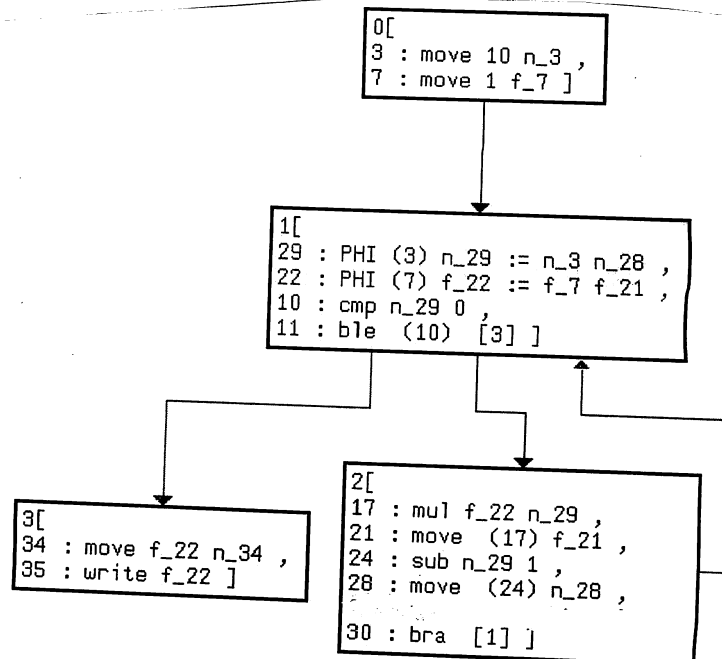 0[
3 : move 10 n_3 ,
7 : move 1 f_7 ]
1[
29 : PHI (3) n_29 := n_3 n_28 ,
22 : PHI (7) f_22 := f_7 f_21 ,
10 : cmp n_29 0 ,
11 : ble (10) [3] ]
3[
34 : move f_22 n_34 ,
35 : write f_22 ]
2[
17 : mul f_22 n_29 ,
21 : move (17) f_21 ,
24 : sub n_29 1 ,
28 : move (24) n_28 ,
30 : bra [1] ]